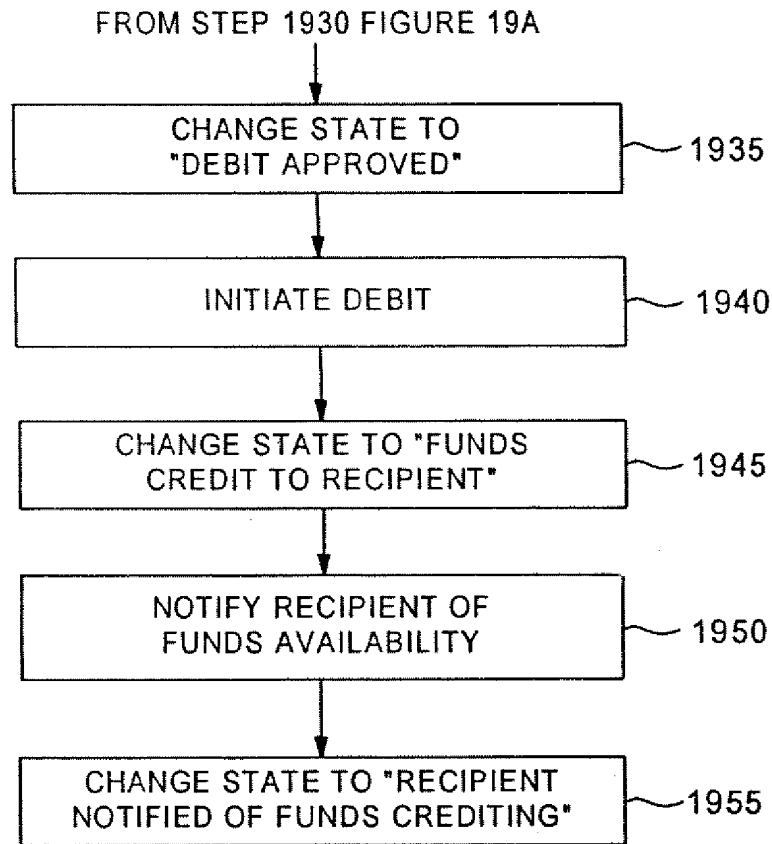 FROM STEP 1930 FIGURE 19A
CHANGE STATE TO
"DEBIT APPROVED"
1935
INITIATE DEBIT
1940
CHANGE STATE TO "FUNDS
CREDIT TO RECIPIENT"
1945
NOTIFY RECIPIENT OF
FUNDS AVAILABILITY
1950
CHANGE STATE TO "RECIPIENT
NOTIFIED OF FUNDS CREDITING"
1955